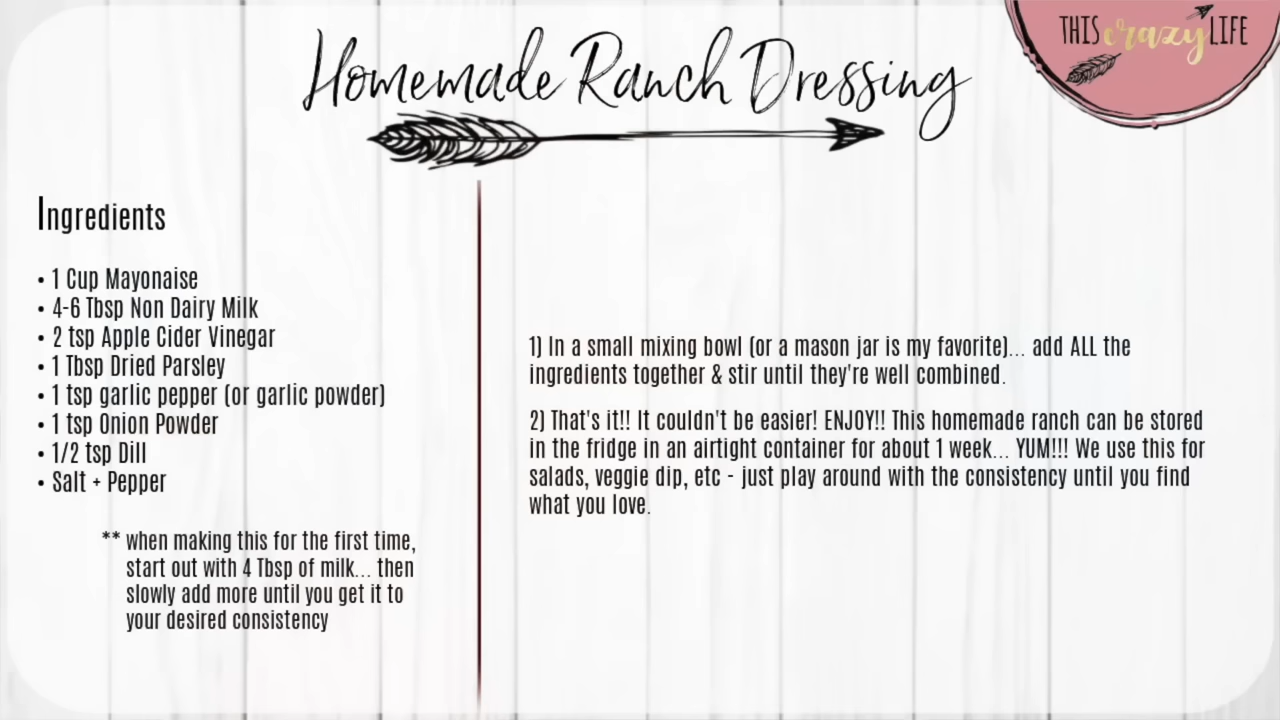 THIS crazy LIFE
Homemade Ranch Dressing
Ingredients
• 1 Cup Mayonaise
• 4-6 Tbsp Non Dairy Milk
• 2 tsp Apple Cider Vinegar
• 1 Tbsp Dried Parsley
• 1 tsp garlic pepper (or garlic powder)
• 1 tsp Onion Powder
• 1/2 tsp Dill
• Salt + Pepper
** when making this for the first time,
start out with 4 Tbsp of milk... then
slowly add more until you get it to
your desired consistency
1) In a small mixing bowl (or a mason jar is my favorite)... add ALL the
ingredients together & stir until they're well combined.
2) That's it!! It couldn't be easier! ENJOY!! This homemade ranch can be stored
in the fridge in an airtight container for about 1 week... YUM!!! We use this for
salads, veggie dip, etc - just play around with the consistency until you find
what you love.